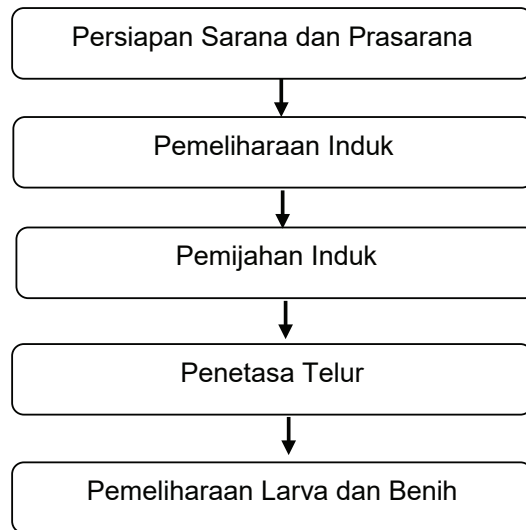 Persiapan Sarana dan Prasarana
Pemeliharaan Induk
Pemijahan Induk
Penetasa Telur
Pemeliharaan Larva dan Benih